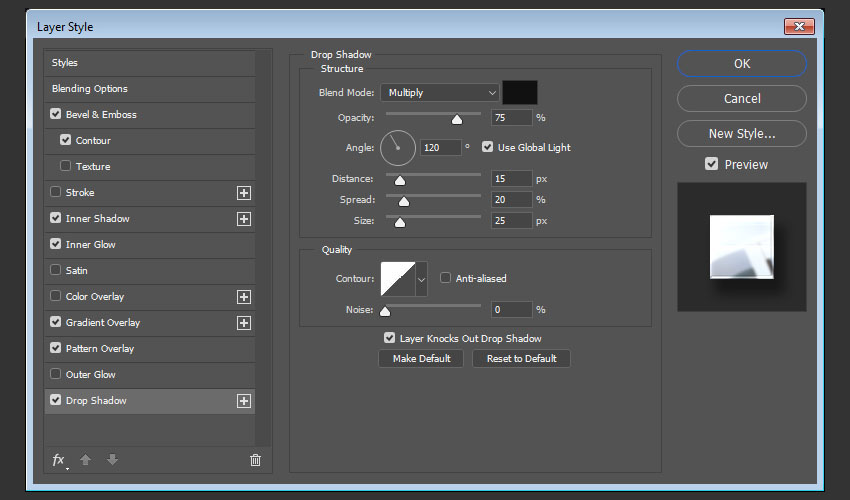 Layer Style
Styles
Blending Options
Bevel & Emboss
Contour
Texture
Stroke
Inner Shadow
Inner Glow
Satin
Color Overlay
Gradient Overlay
Pattern Overlay
Outer Glow
Drop Shadow
fx
Drop Shadow
Structure
Blend Mode: Multiply
Opacity: 75 %
Angle: 120 ° Use Global Light
Distance: 15 px
Spread: 20 %
Size: 25 px
Quality
Contour: Anti-aliased
Noise: 0 %
Layer Knocks Out Drop Shadow
Make Default Reset to Default
OK
Cancel
New Style...
Preview